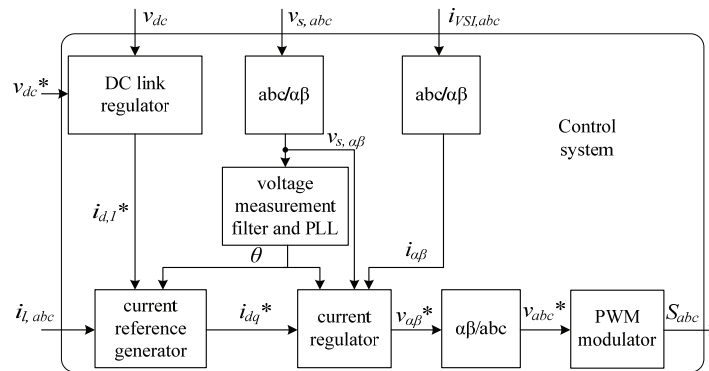 v_dc
v_s, abc
i_VSI,abc
v_dc*
DC link
regulator
abc/αβ
abc/αβ
Control
system
v_s, αβ
voltage
measurement
filter and PLL
i_d,1*
θ
i_αβ
i_l, abc
current
reference
generator
i_dq*
current
regulator
v_αβ*
αβ/abc
v_abc*
PWM
modulator
S_abc